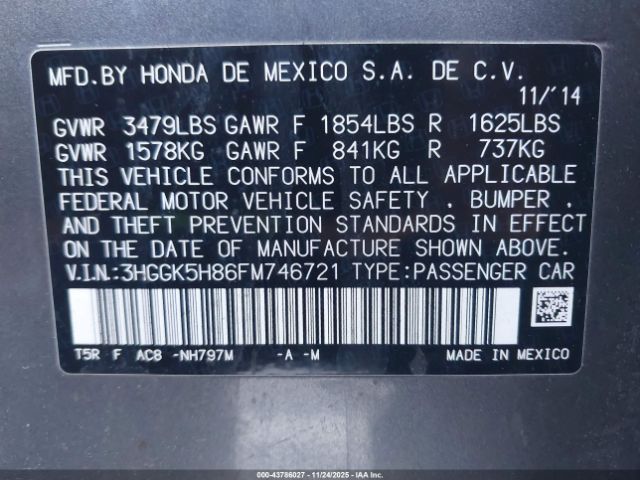 MFD.BY HONDA DE MEXICO S.A. DE C.V.
11/'14
GVWR 3479LBS GAWR F 1854LBS R 1625LBS
GVWR 1578KG GAWR F 841KG R 737KG
THIS VEHICLE CONFORMS TO ALL APPLICABLE
FEDERAL MOTOR VEHICLE SAFETY , BUMPER ,
AND THEFT PREVENTION STANDARDS IN EFFECT
ON THE DATE OF MANUFACTURE SHOWN ABOVE
V.I.N.:3HGGK5H86FM746721 TYPE:PASSENGER CAR
T5R F AC8 -NH797M -A -M MADE IN MEXICO
000-43786027 - 11/24/2025 - IAA Inc.